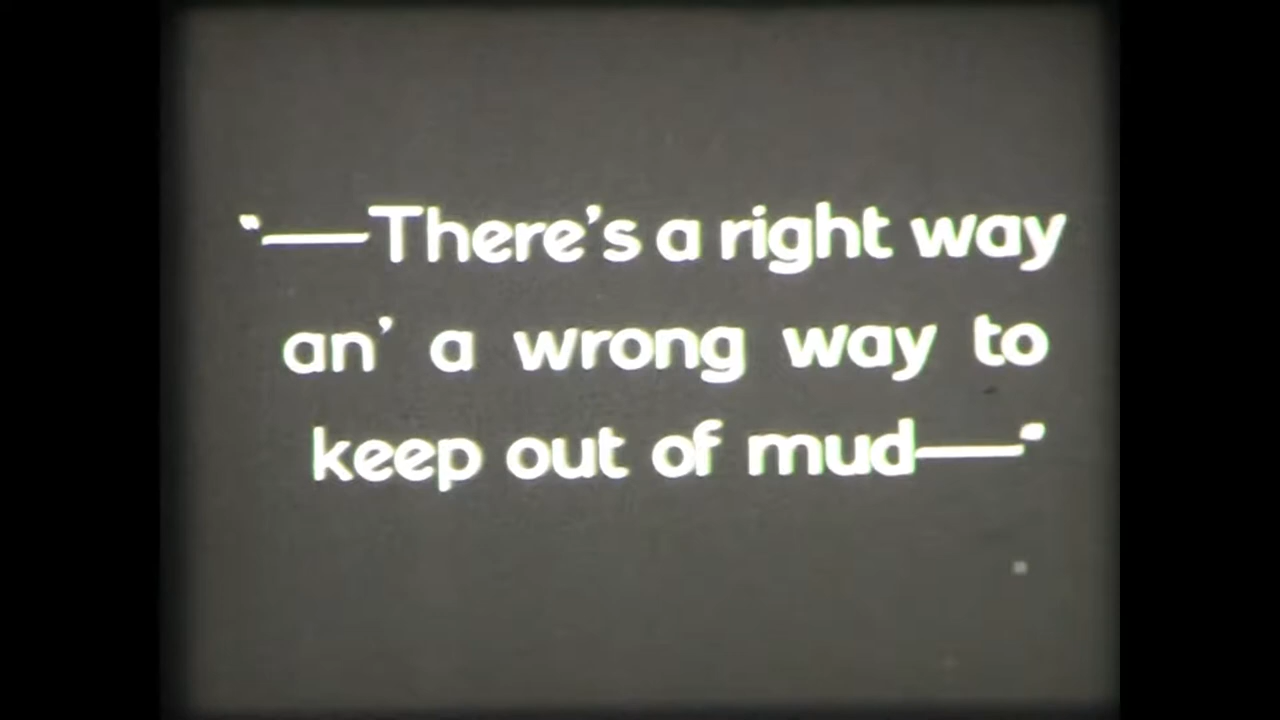 "—There's a right way
an' a wrong way to
keep out of mud—"